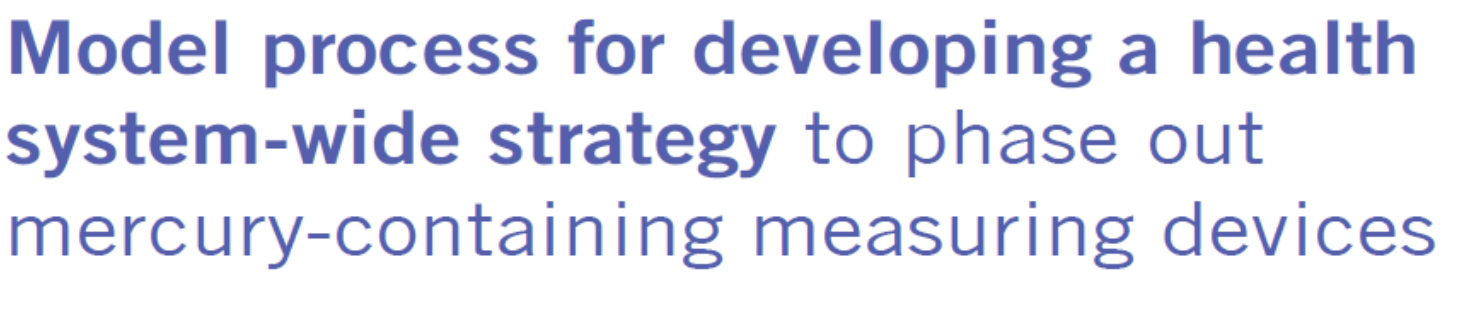 Model process for developing a health
system-wide strategy to phase out
mercury-containing measuring devices